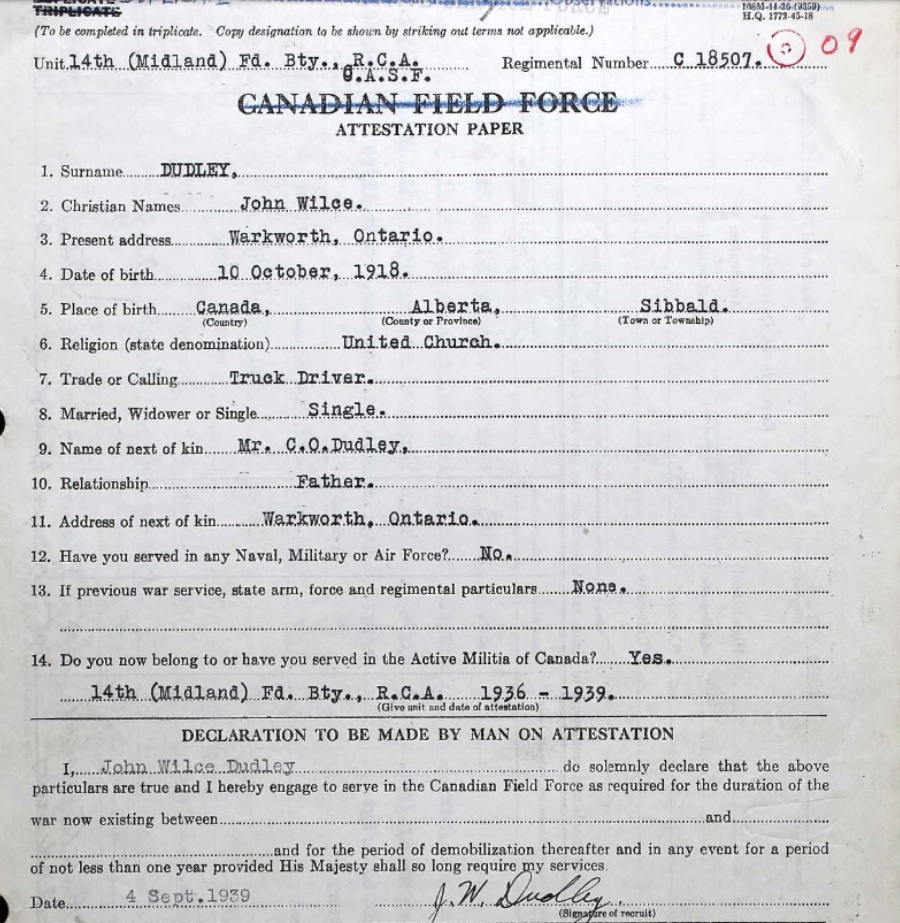 TRIPLICATE
108M-11-36 (9359)
H.Q. 1772-45-18
(To be completed in triplicate. Copy designation to be shown by striking out terms not applicable.)
Unit 14th (Midland) Fd. Bty., R.C.A. Regimental Number C 18507. 09
C.A.S.F.
CANADIAN FIELD FORCE
ATTESTATION PAPER
1. Surname DUDLEY,
2. Christian Names John Wilce.
3. Present address Warkworth, Ontario.
4. Date of birth 10 October, 1918.
5. Place of birth Canada, Alberta, Sibbald.
(Country) (County or Province) (Town or Township)
6. Religion (state denomination) United Church.
7. Trade or Calling Truck Driver.
8. Married, Widower or Single Single.
9. Name of next of kin Mr. C.O.Dudley,
10. Relationship Father.
11. Address of next of kin Warkworth, Ontario.
12. Have you served in any Naval, Military or Air Force? No.
13. If previous war service, state arm, force and regimental particulars None.
14. Do you now belong to or have you served in the Active Militia of Canada? Yes.
14th (Midland) Fd. Bty., R.C.A. 1936 - 1939.
(Give unit and date of attestation)
DECLARATION TO BE MADE BY MAN ON ATTESTATION
I, John Wilce Dudley do solemnly declare that the above
particulars are true and I hereby engage to serve in the Canadian Field Force as required for the duration of the
war now existing between and
and for the period of demobilization thereafter and in any event for a period
of not less than one year provided His Majesty shall so long require my services.
Date 4 Sept.1939 J. W. Dudley
(Signature of recruit)